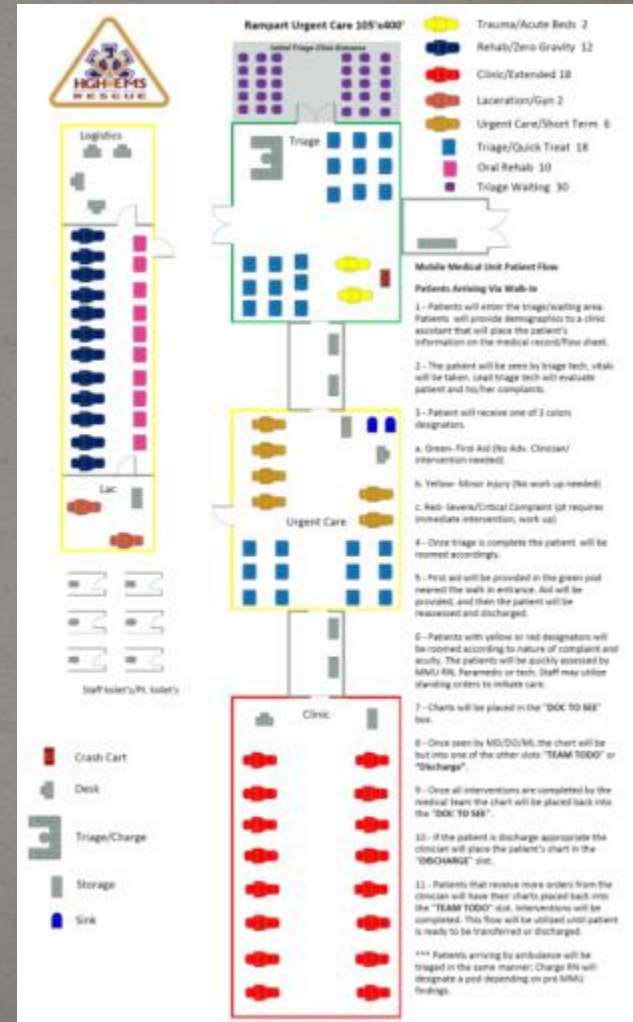 Rampart Urgent Care 105'x400'
Initial Triage Clinic Entrance
HGH EMS
RESCUE
Logistics
Triage
Lac
Urgent Care
Clinic
Staff toilet's/Pt. toilet's
Trauma/Acute Beds 2
Rehab/Zero Gravity 12
Clinic/Extended 18
Laceration/Gyn 2
Urgent Care/Short Term 6
Triage/Quick Treat 18
Oral Rehab 10
Triage Waiting 30
Mobile Medical Unit Patient Flow
Patients Arriving Via Walk-In
1 - Patients will enter the triage/waiting area.
Patients will provide demographics to a clinic
assistant that will place the patient's
information on the medical record/flow sheet.
2 - The patient will be seen by triage tech, vitals
will be taken. Lead triage tech will evaluate
patient and his/her complaints.
3 - Patient will receive one of 3 colors
designators.
a. Green- First Aid (No Adv. Clinician/
intervention needed)
b. Yellow- Minor injury (No work up needed)
c. Red- Severe/Critical Complaint (pt requires
immediate intervention, work up)
4 - Once triage is complete the patient will be
roomed accordingly.
5 - First aid will be provided in the green pod
nearest the walk in entrance. Aid will be
provided, and then the patient will be
reassessed and discharged.
6 - Patients with yellow or red designators will
be roomed according to nature of complaint and
acuity. The patients will be quickly assessed by
MMU RN, Paramedic or tech. Staff may utilize
standing orders to initiate care.
7 - Charts will be placed in the "DOC TO SEE"
box.
8 - Once seen by MD/DO/ML the chart will be
but into one of the other slots "TEAM TODO" or
"Discharge".
9 - Once all interventions are completed by the
medical team the chart will be placed back into
the "DOC TO SEE".
10 - If the patient is discharge appropriate the
clinician will place the patient's chart in the
"DISCHARGE" slot.
11 - Patients that receive more orders from the
clinician will have their charts placed back into
the "TEAM TODO" slot. Interventions will be
completed. This flow will be utilized until patient
is ready to be transferred or discharged.
*** Patients arriving by ambulance will be
triaged in the same manner; Charge RN will
designate a pod depending on pre MMU
findings.
Crash Cart
Desk
Triage/Charge
Storage
Sink